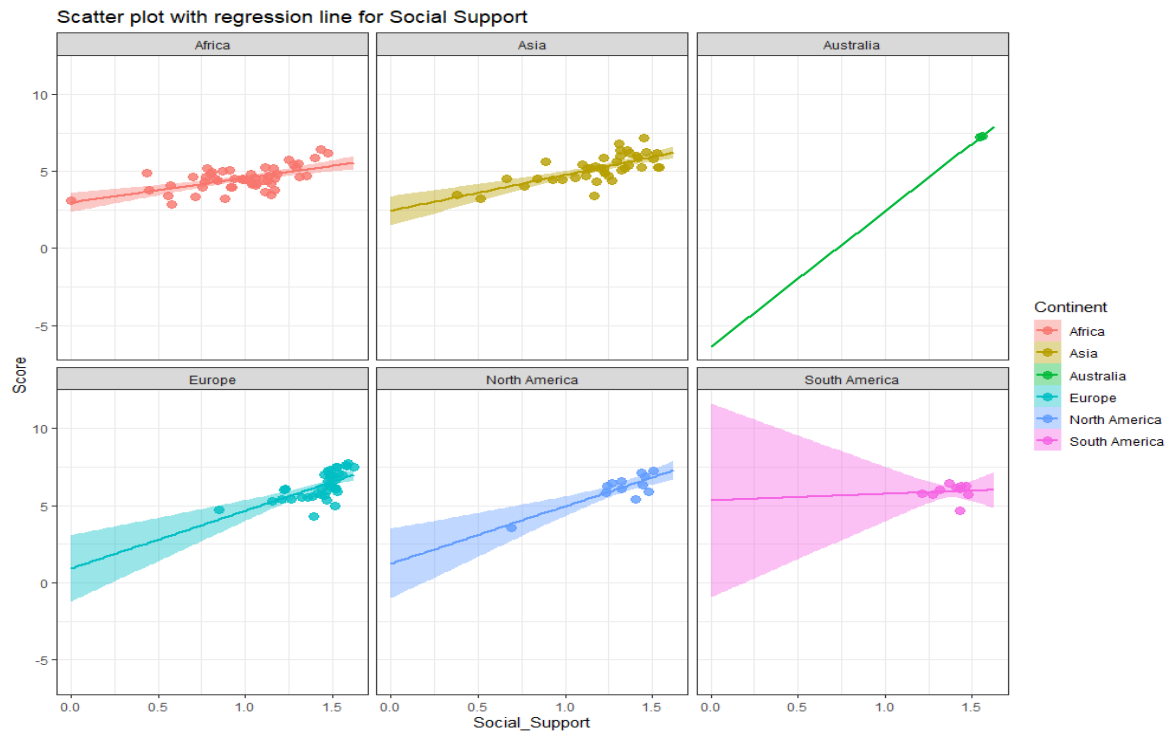 Scatter plot with regression line for Social Support
Africa
Asia
Australia
10
5
0
-5
Score
Europe
North America
South America
10
5
0
-5
0.0 0.5 1.0 1.5
0.0 0.5 1.0 1.5
0.0 0.5 1.0 1.5
Social_Support
Continent
Africa
Asia
Australia
Europe
North America
South America